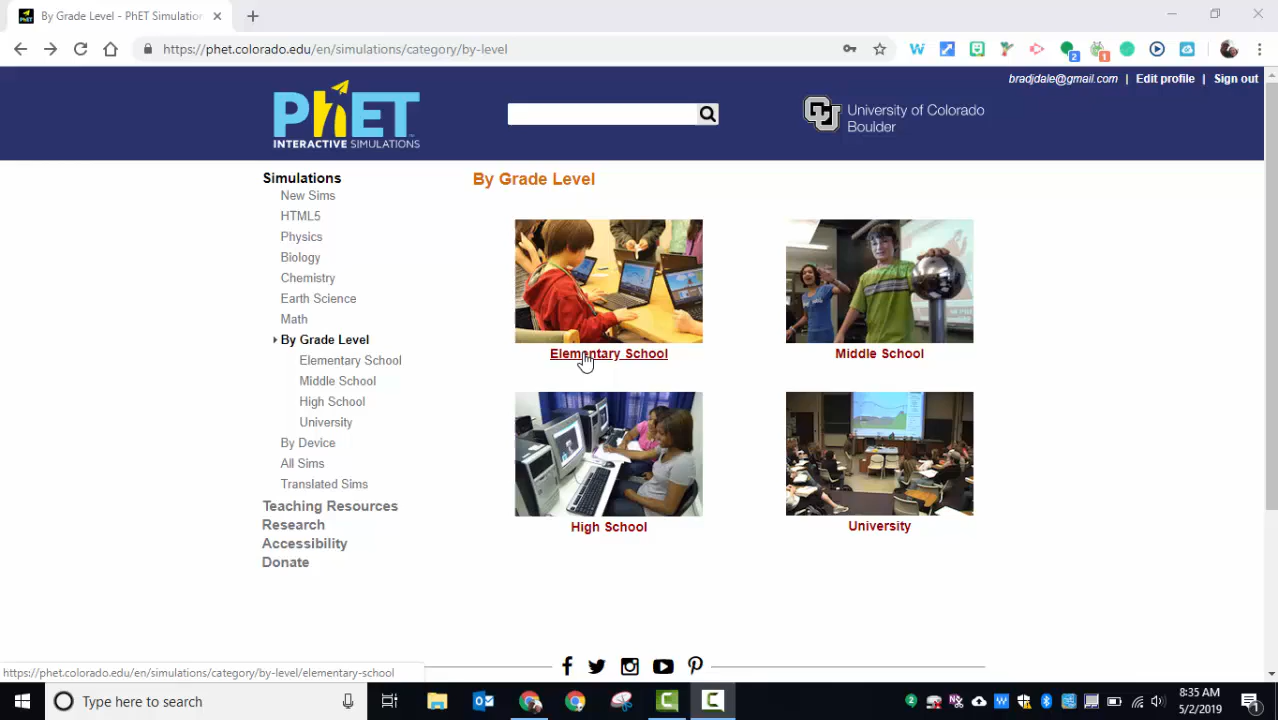 By Grade Level - PhET Simulation
https://phet.colorado.edu/en/simulations/category/by-level
2
1
bradjdale@gmail.com | Edit profile | Sign out
PhET
INTERACTIVE SIMULATIONS
CU
University of Colorado
Boulder
Simulations
New Sims
HTML5
Physics
Biology
Chemistry
Earth Science
Math
By Grade Level
Elementary School
Middle School
High School
University
By Device
All Sims
Translated Sims
Teaching Resources
Research
Accessibility
Donate
By Grade Level
Elementary School
Middle School
High School
University
https://phet.colorado.edu/en/simulations/category/by-level/elementary-school
Type here to search
8:35 AM
5/2/2019